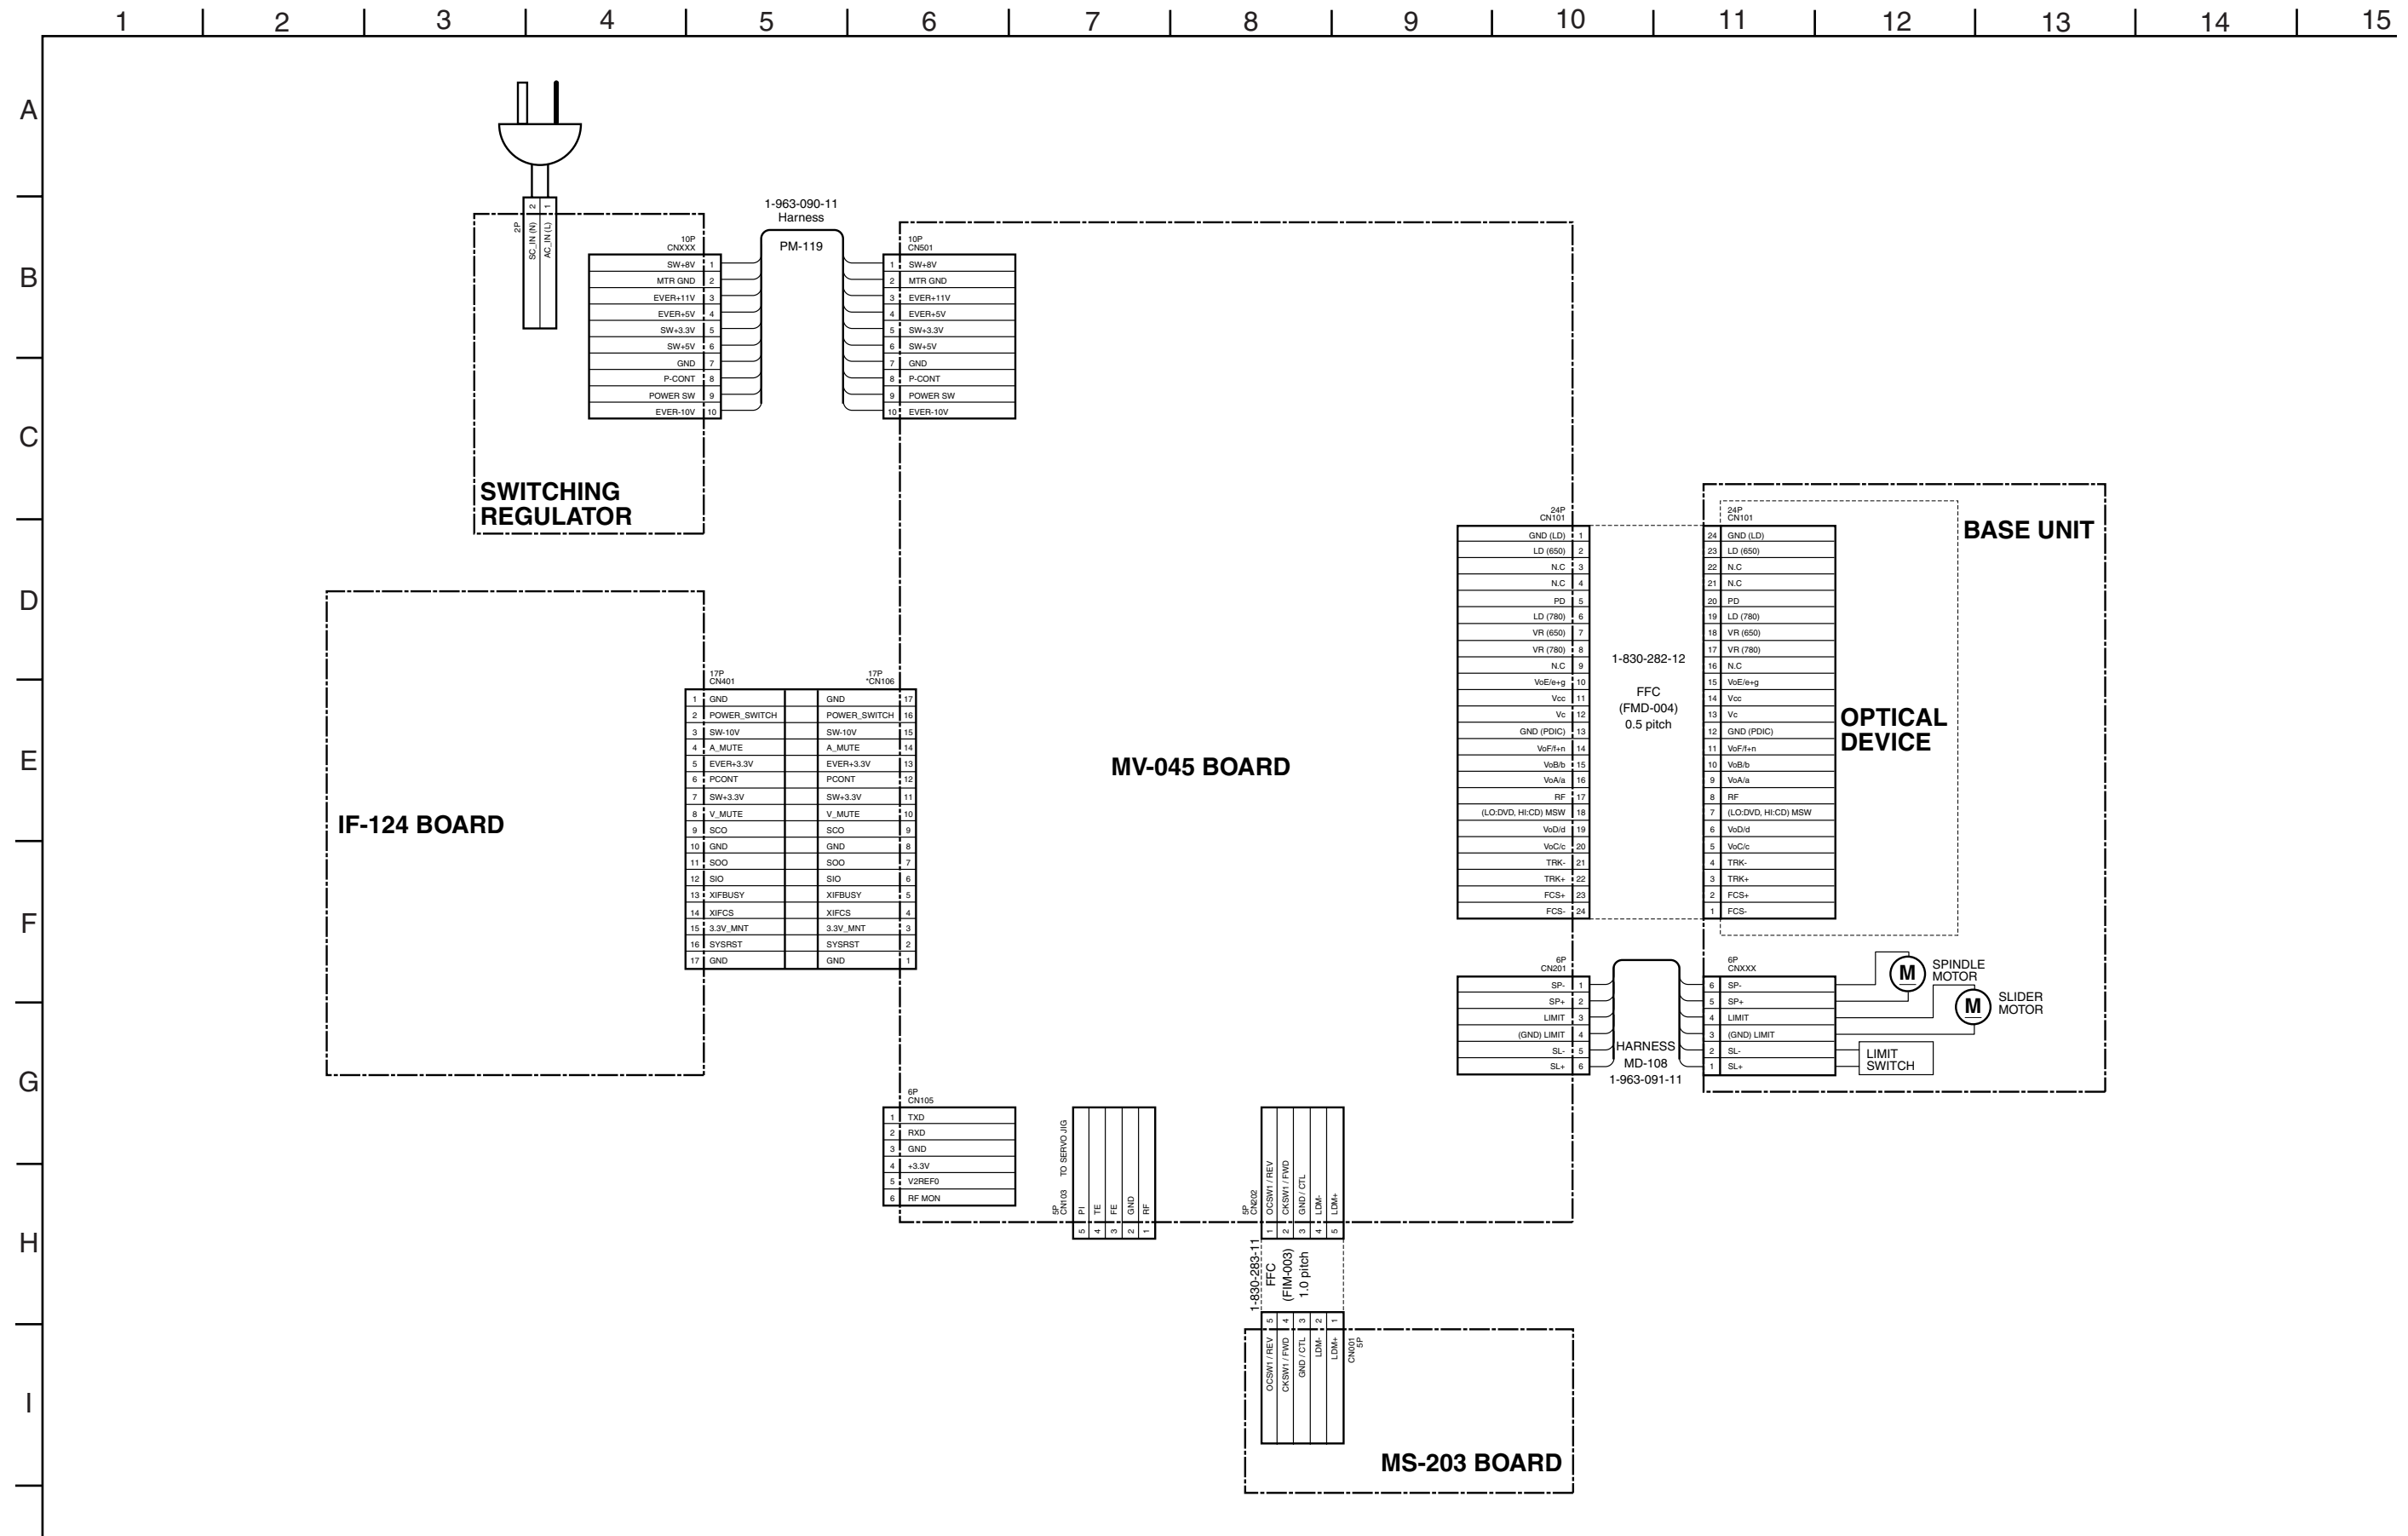 1 2 3 4 5 6 7 8 9 10 11 12 13 14 15
A
B
C
D
E
F
G
H
I
2P
SC_IN (N) 2
AC_IN (L) 1
SWITCHING
REGULATOR
10P
CNXXX
SW+8V 1
MTR GND 2
EVER+11V 3
EVER+5V 4
SW+3.3V 5
SW+5V 6
GND 7
P-CONT 8
POWER SW 9
EVER-10V 10
1-963-090-11
Harness
PM-119
10P
CN501
1 SW+8V
2 MTR GND
3 EVER+11V
4 EVER+5V
5 SW+3.3V
6 SW+5V
7 GND
8 P-CONT
9 POWER SW
10 EVER-10V
IF-124 BOARD
17P
CN401
1 GND
2 POWER_SWITCH
3 SW-10V
4 A_MUTE
5 EVER+3.3V
6 PCONT
7 SW+3.3V
8 V_MUTE
9 SCO
10 GND
11 SOO
12 SIO
13 XIFBUSY
14 XIFCS
15 3.3V_MNT
16 SYSRST
17 GND
17P
*CN106
GND 17
POWER_SWITCH 16
SW-10V 15
A_MUTE 14
EVER+3.3V 13
PCONT 12
SW+3.3V 11
V_MUTE 10
SCO 9
GND 8
SOO 7
SIO 6
XIFBUSY 5
XIFCS 4
3.3V_MNT 3
SYSRST 2
GND 1
MV-045 BOARD
24P
CN101
GND (LD) 1
LD (650) 2
N.C 3
N.C 4
PD 5
LD (780) 6
VR (650) 7
VR (780) 8
N.C 9
VoE/e+g 10
Vcc 11
Vc 12
GND (PDIC) 13
VoF/f+n 14
VoB/b 15
VoA/a 16
RF 17
(LO:DVD, HI:CD) MSW 18
VoD/d 19
VoC/c 20
TRK- 21
TRK+ 22
FCS+ 23
FCS- 24
1-830-282-12
FFC
(FMD-004)
0.5 pitch
24P
CN101
24 GND (LD)
23 LD (650)
22 N.C
21 N.C
20 PD
19 LD (780)
18 VR (650)
17 VR (780)
16 N.C
15 VoE/e+g
14 Vcc
13 Vc
12 GND (PDIC)
11 VoF/f+n
10 VoB/b
9 VoA/a
8 RF
7 (LO:DVD, HI:CD) MSW
6 VoD/d
5 VoC/c
4 TRK-
3 TRK+
2 FCS+
1 FCS-
BASE UNIT
OPTICAL
DEVICE
6P
CN201
SP- 1
SP+ 2
LIMIT 3
(GND) LIMIT 4
SL- 5
SL+ 6
HARNESS
MD-108
1-963-091-11
6P
CNXXX
6 SP-
5 SP+
4 LIMIT
3 (GND) LIMIT
2 SL-
1 SL+
M
SPINDLE
MOTOR
M
SLIDER
MOTOR
LIMIT
SWITCH
6P
CN105
1 TXD
2 RXD
3 GND
4 +3.3V
5 V2REF0
6 RF MON
5P
CN103 TO SERVO JIG
5 PI
4 TE
3 FE
2 GND
1 RF
5P
CN202
1 OCSW1 / REV
2 CKSW1 / FWD
3 GND / CTL
4 LDM-
5 LDM+
1-830-283-11
FFC
(FIM-003)
1.0 pitch
OCSW1 / REV 5
CKSW1 / FWD 4
GND / CTL 3
LDM- 2
LDM+ 1
CN001
5P
MS-203 BOARD